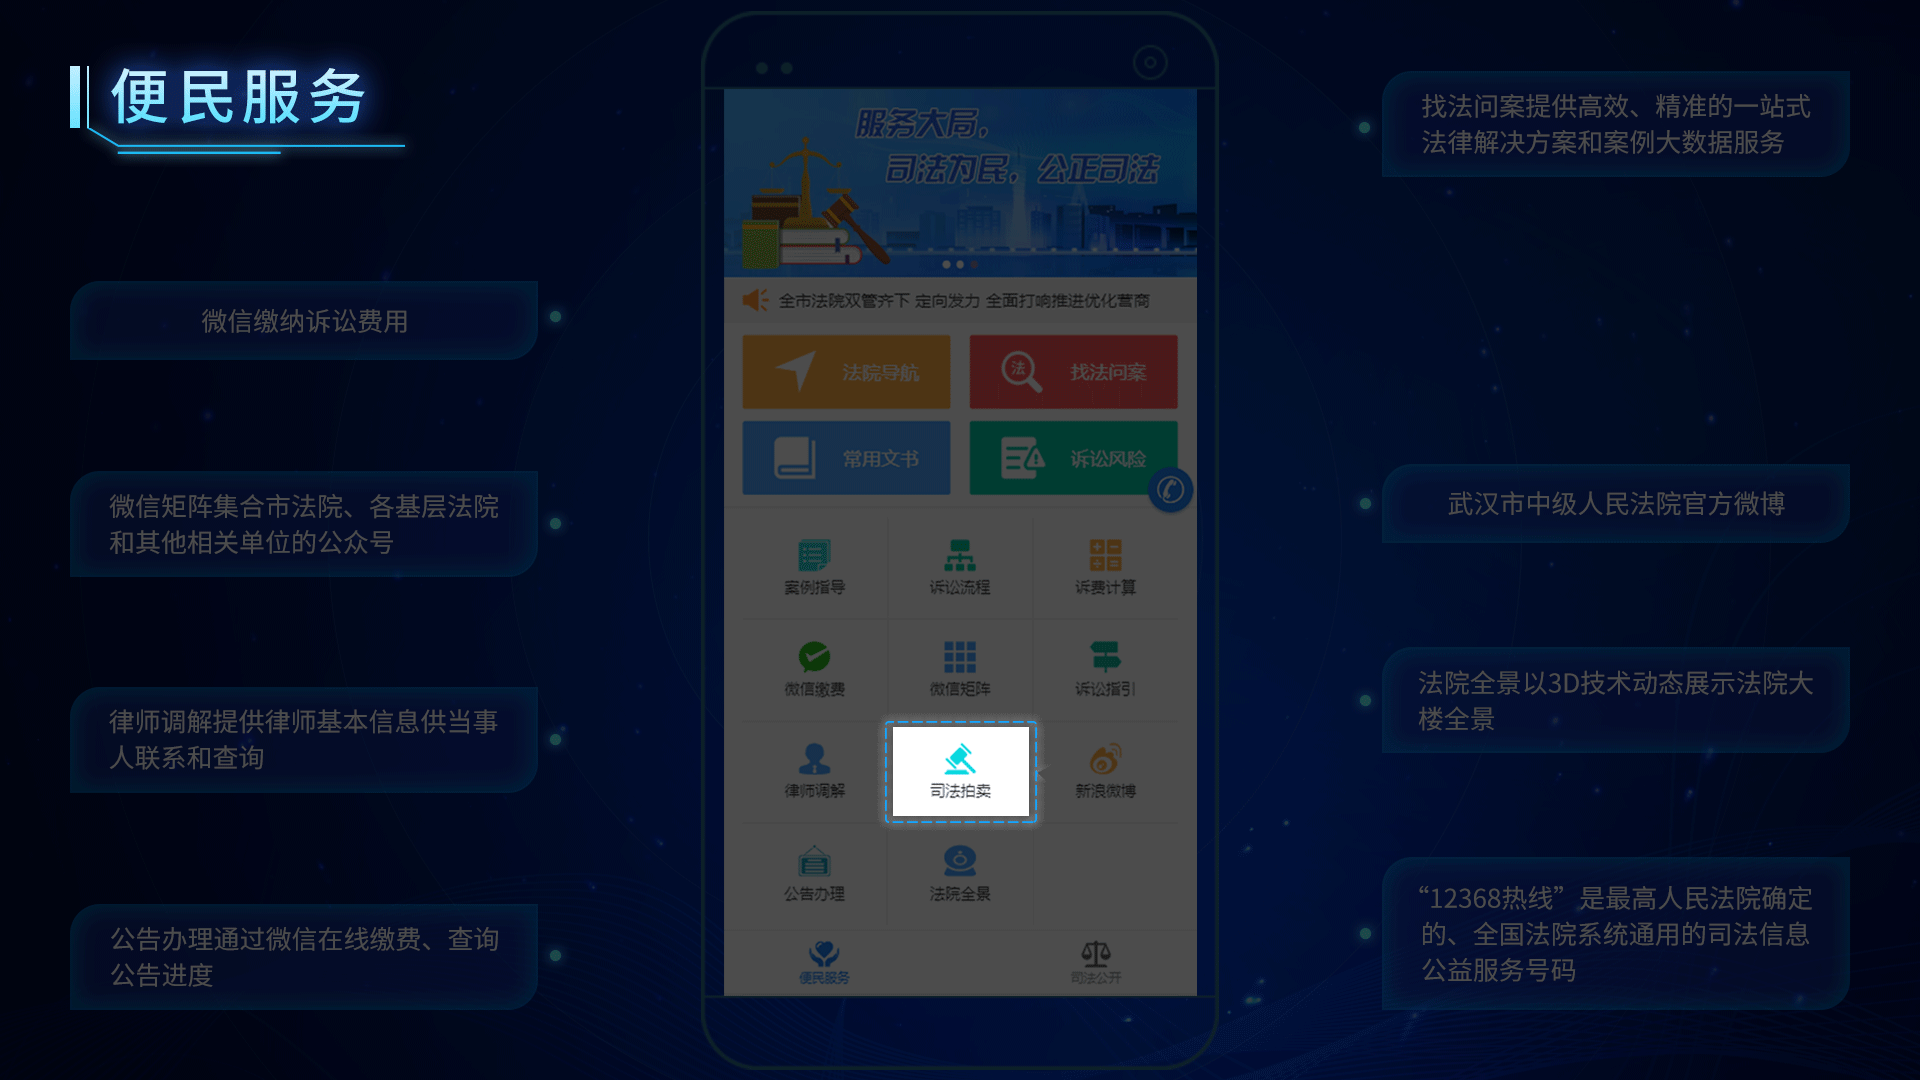 便民服务
微信缴纳诉讼费用
微信矩阵集合市法院、各基层法院
和其他相关单位的公众号
律师调解提供律师基本信息供当事
人联系和查询
公告办理通过微信在线缴费、查询
公告进度
服务大局，
司法为民，公正司法
全市法院双管齐下 定向发力 全面打响推进优化营商
法院导航
找法问案
法
常用文书
诉讼风险
案例指导
诉讼流程
诉费计算
微信缴费
微信矩阵
诉讼指引
律师调解
司法拍卖
新浪微博
公告办理
法院全景
便民服务
司法公开
找法问案提供高效、精准的一站式
法律解决方案和案例大数据服务
武汉市中级人民法院官方微博
法院全景以3D技术动态展示法院大
楼全景
“12368热线”是最高人民法院确定
的、全国法院系统通用的司法信息
公益服务号码